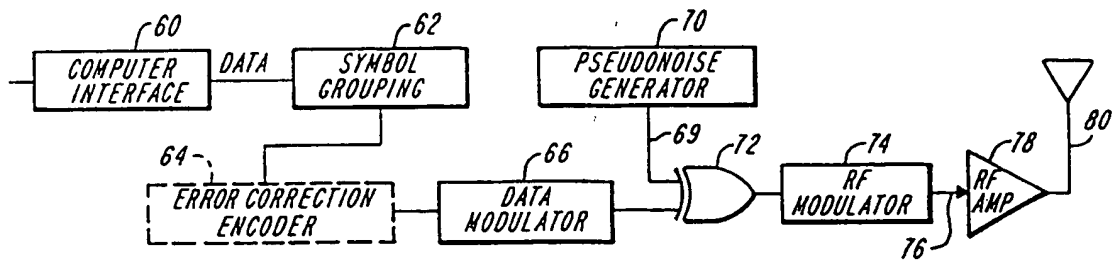 60
62
70
COMPUTER
INTERFACE
DATA
SYMBOL
GROUPING
PSEUDONOISE
GENERATOR
80
69
72
74
78
64
66
ERROR CORRECTION
ENCODER
DATA
MODULATOR
RF
MODULATOR
RF
AMP
76